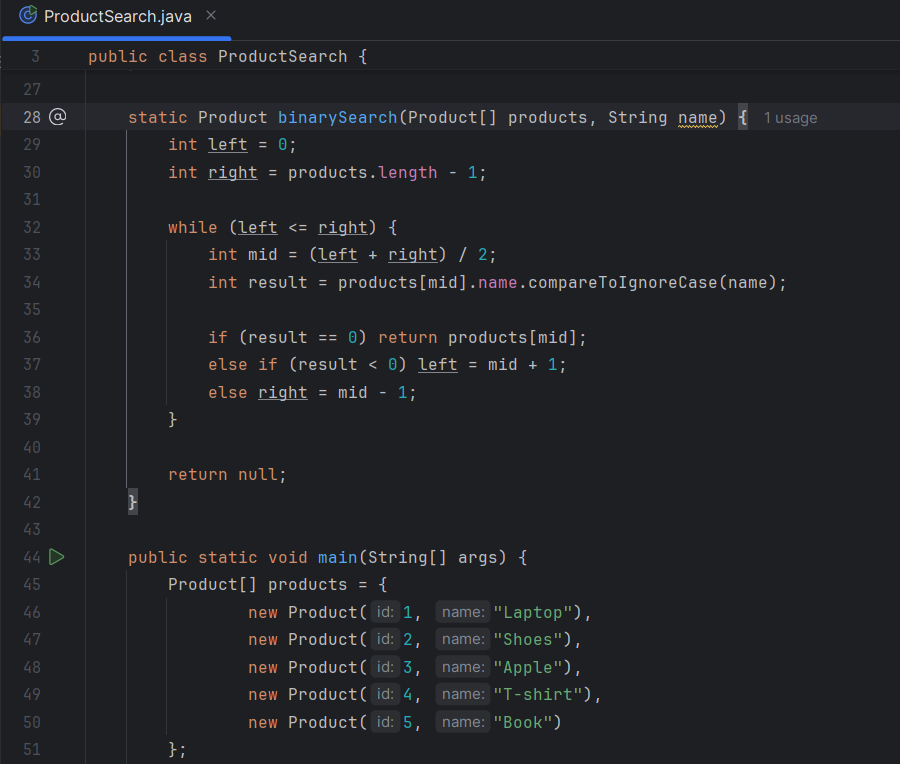 ProductSearch.java
3 public class ProductSearch {
27
28 static Product binarySearch(Product[] products, String name) { 1 usage
29 int left = 0;
30 int right = products.length - 1;
31
32 while (left <= right) {
33 int mid = (left + right) / 2;
34 int result = products[mid].name.compareToIgnoreCase(name);
35
36 if (result == 0) return products[mid];
37 else if (result < 0) left = mid + 1;
38 else right = mid - 1;
39 }
40
41 return null;
42 }
43
44 public static void main(String[] args) {
45 Product[] products = {
46 new Product( id: 1, name: "Laptop"),
47 new Product( id: 2, name: "Shoes"),
48 new Product( id: 3, name: "Apple"),
49 new Product( id: 4, name: "T-shirt"),
50 new Product( id: 5, name: "Book")
51 };